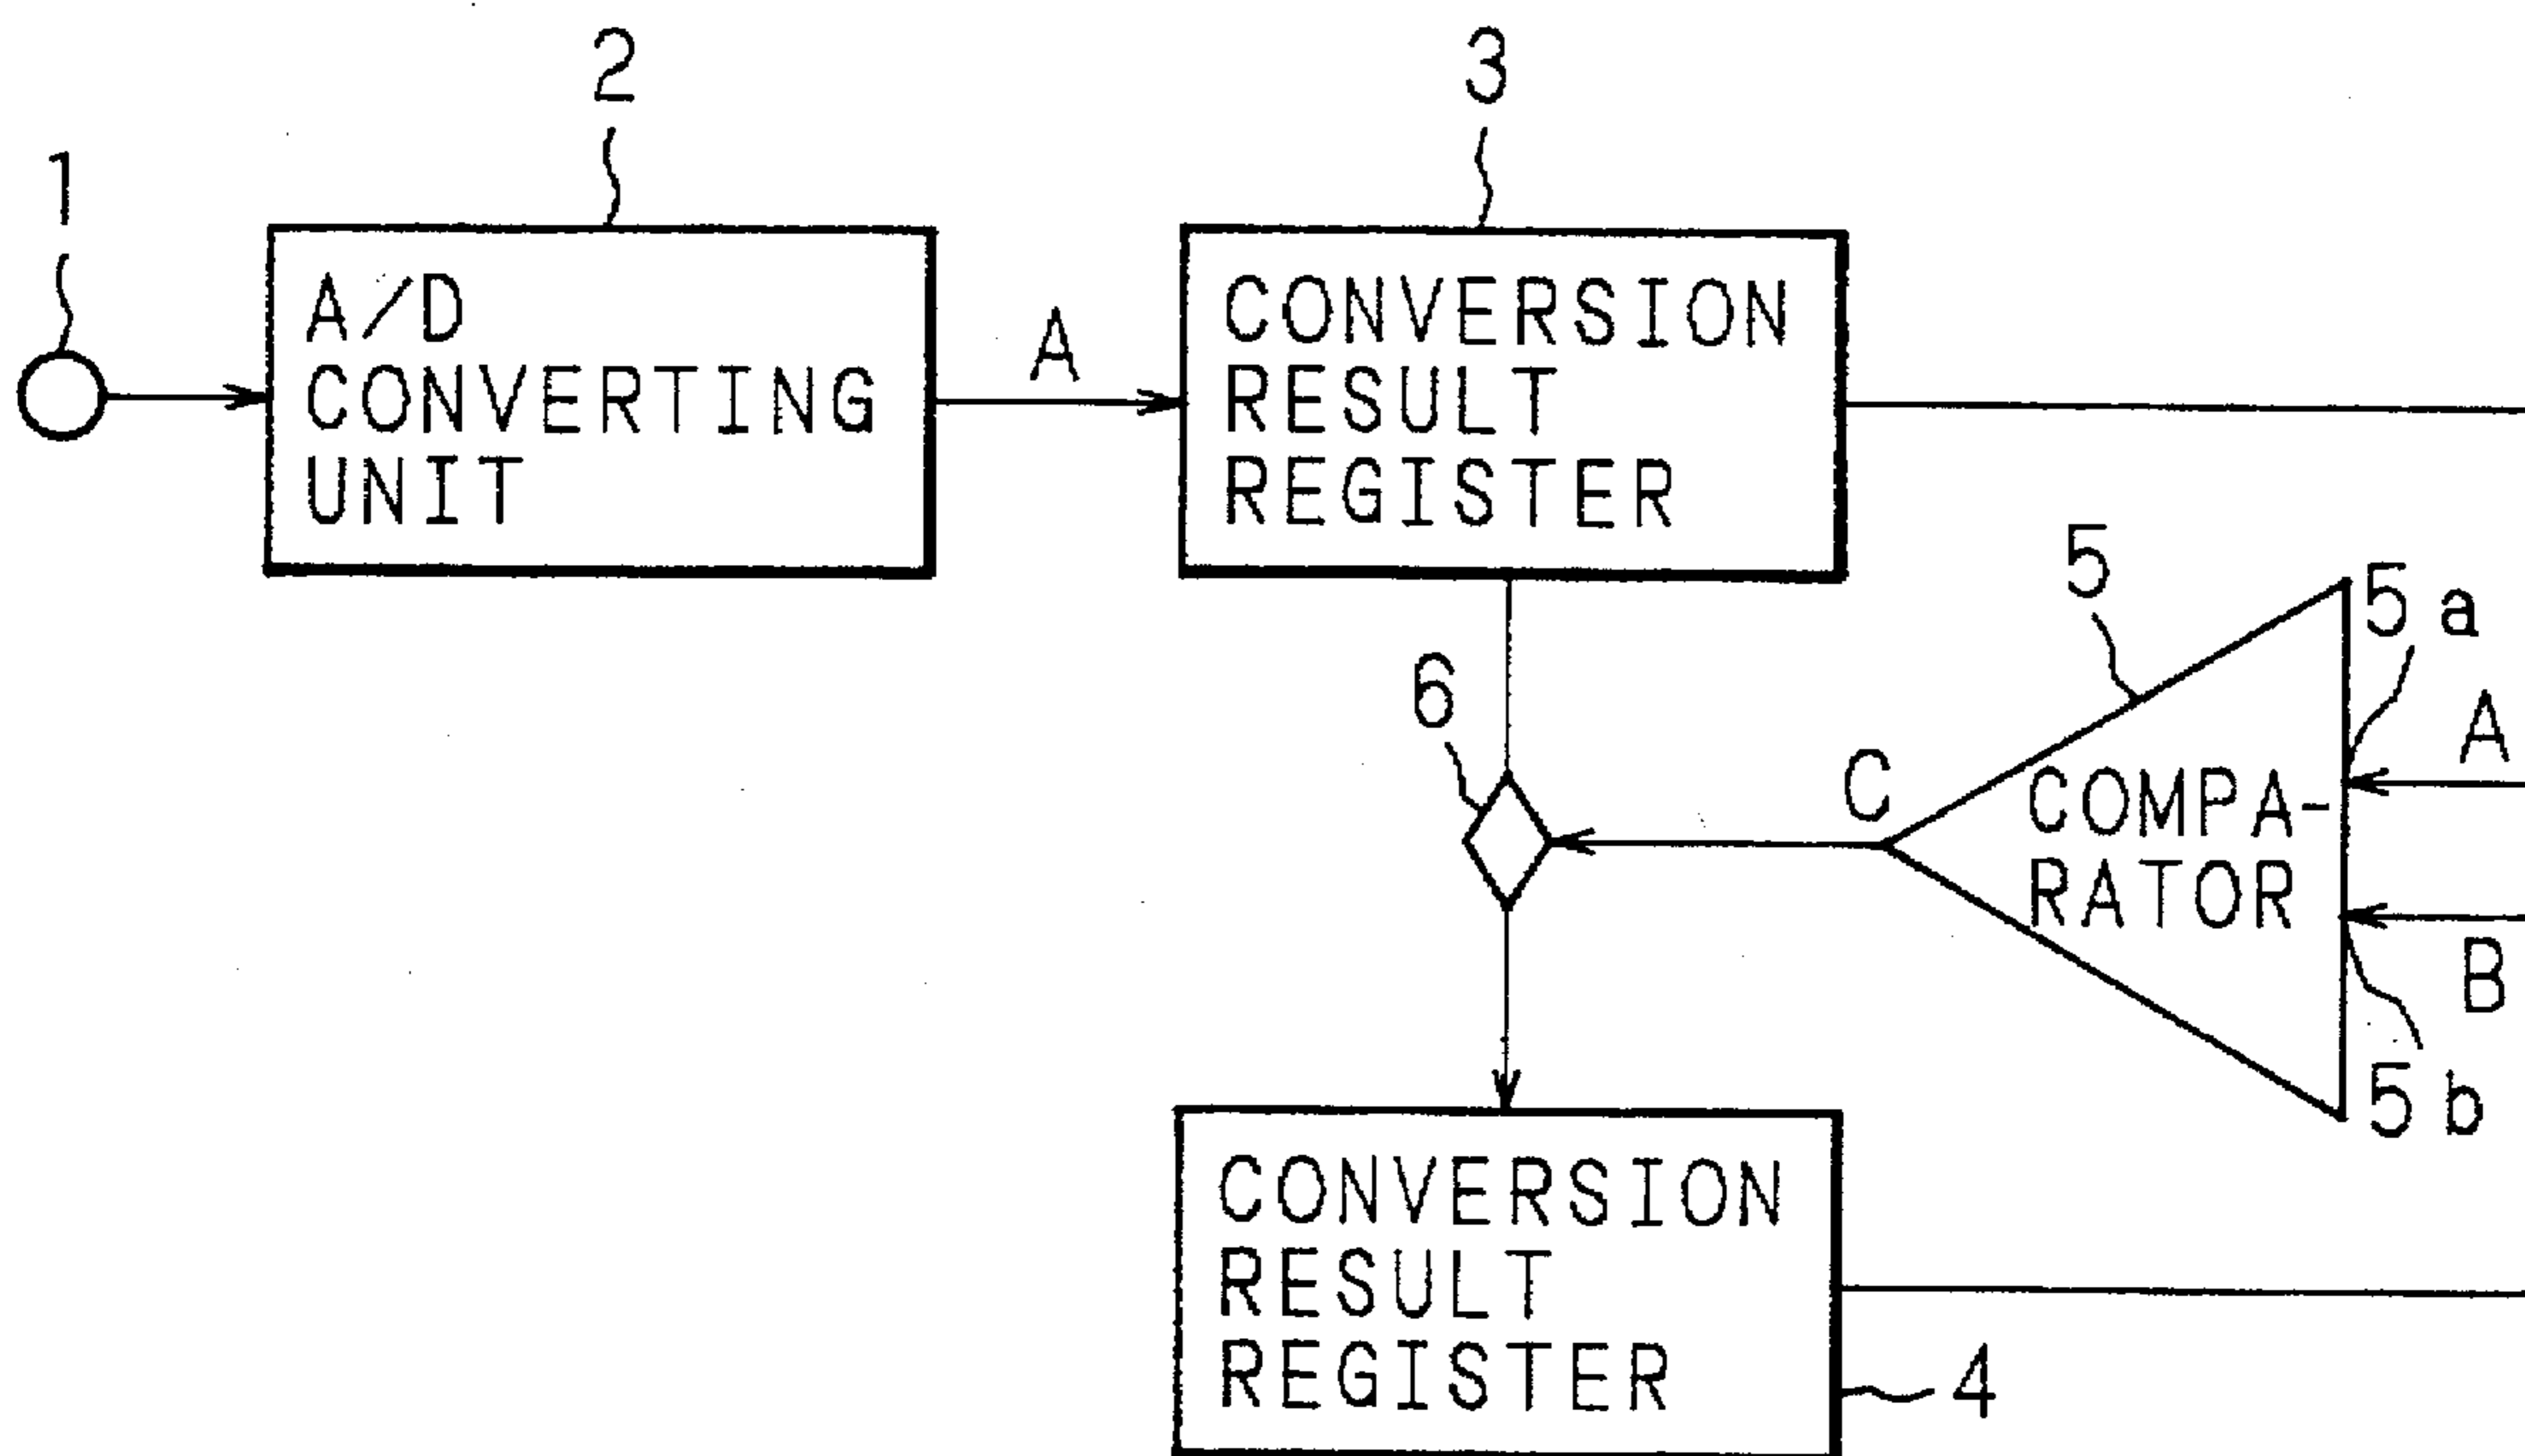 1
2
3
A/D
CONVERTING
UNIT
A
CONVERSION
RESULT
REGISTER
5
5a
6
C
COMPA-
RATOR
A
B
5b
CONVERSION
RESULT
REGISTER
4